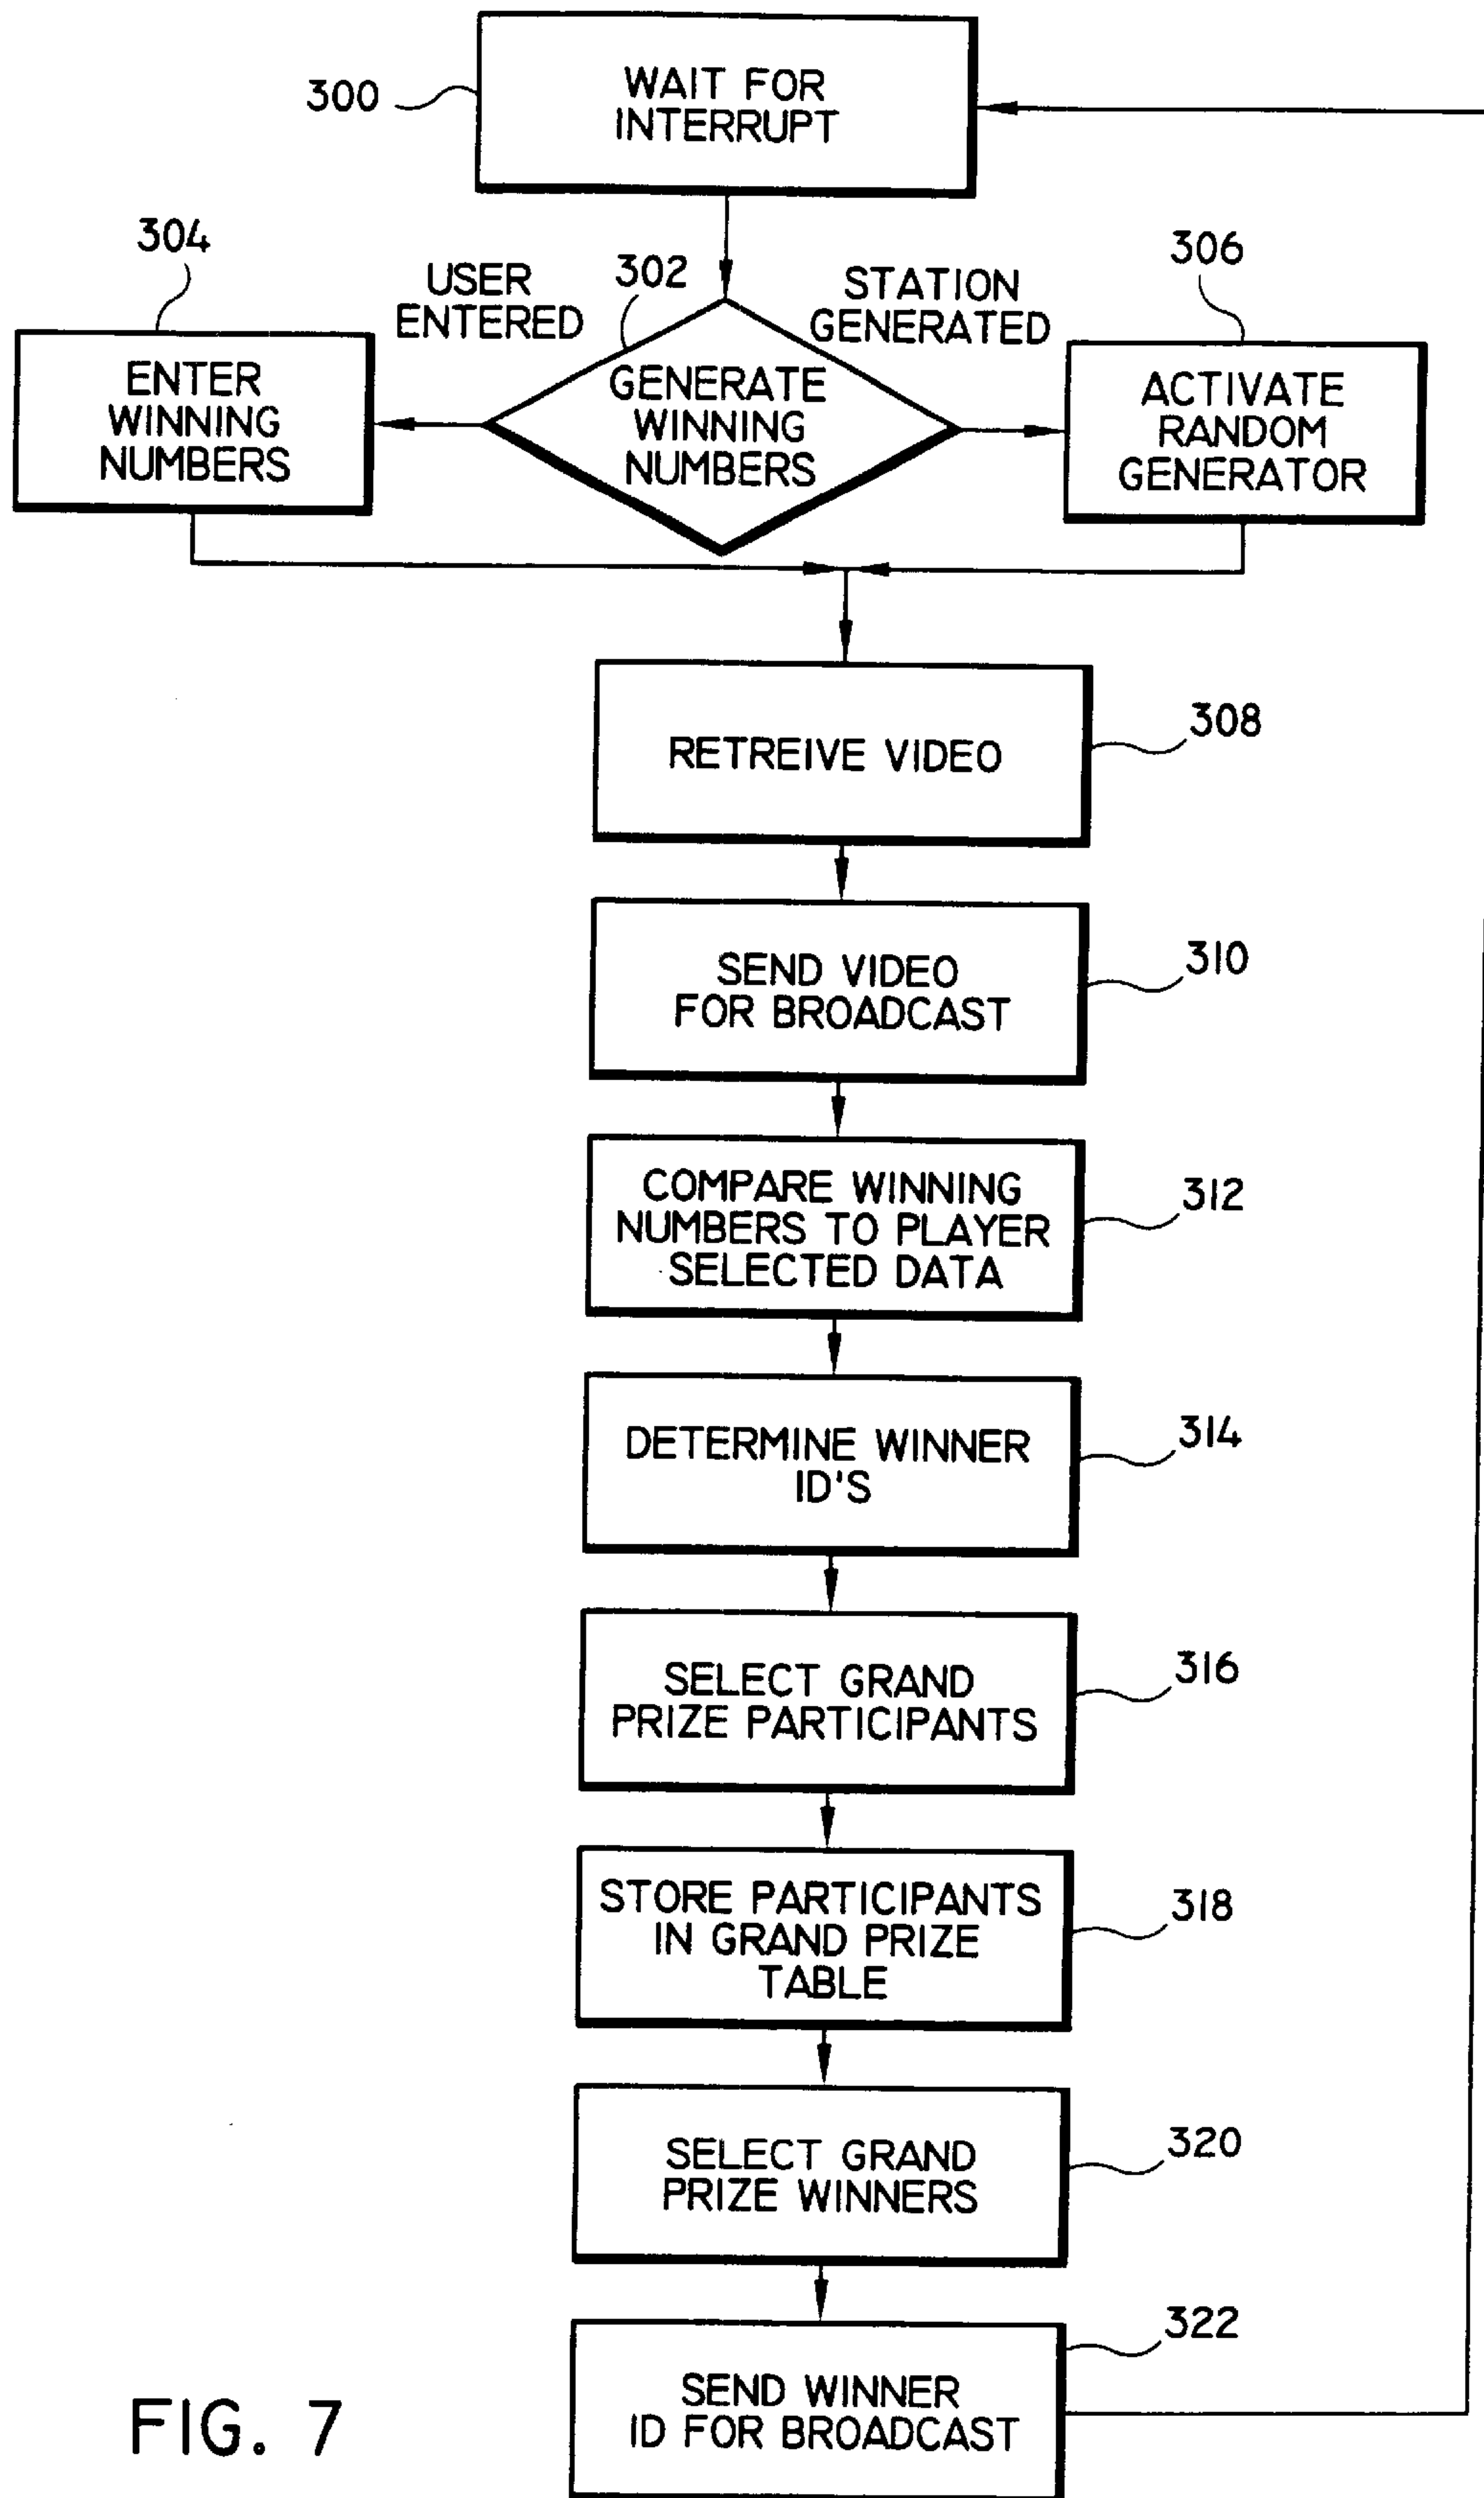 300
WAIT FOR
INTERRUPT
304
USER
ENTERED
302
STATION
GENERATED
306
ENTER
WINNING
NUMBERS
GENERATE
WINNING
NUMBERS
ACTIVATE
RANDOM
GENERATOR
RETREIVE VIDEO
308
SEND VIDEO
FOR BROADCAST
310
COMPARE WINNING
NUMBERS TO PLAYER
SELECTED DATA
312
DETERMINE WINNER
ID'S
314
SELECT GRAND
PRIZE PARTICIPANTS
316
STORE PARTICIPANTS
IN GRAND PRIZE
TABLE
318
SELECT GRAND
PRIZE WINNERS
320
SEND WINNER
ID FOR BROADCAST
322
FIG. 7